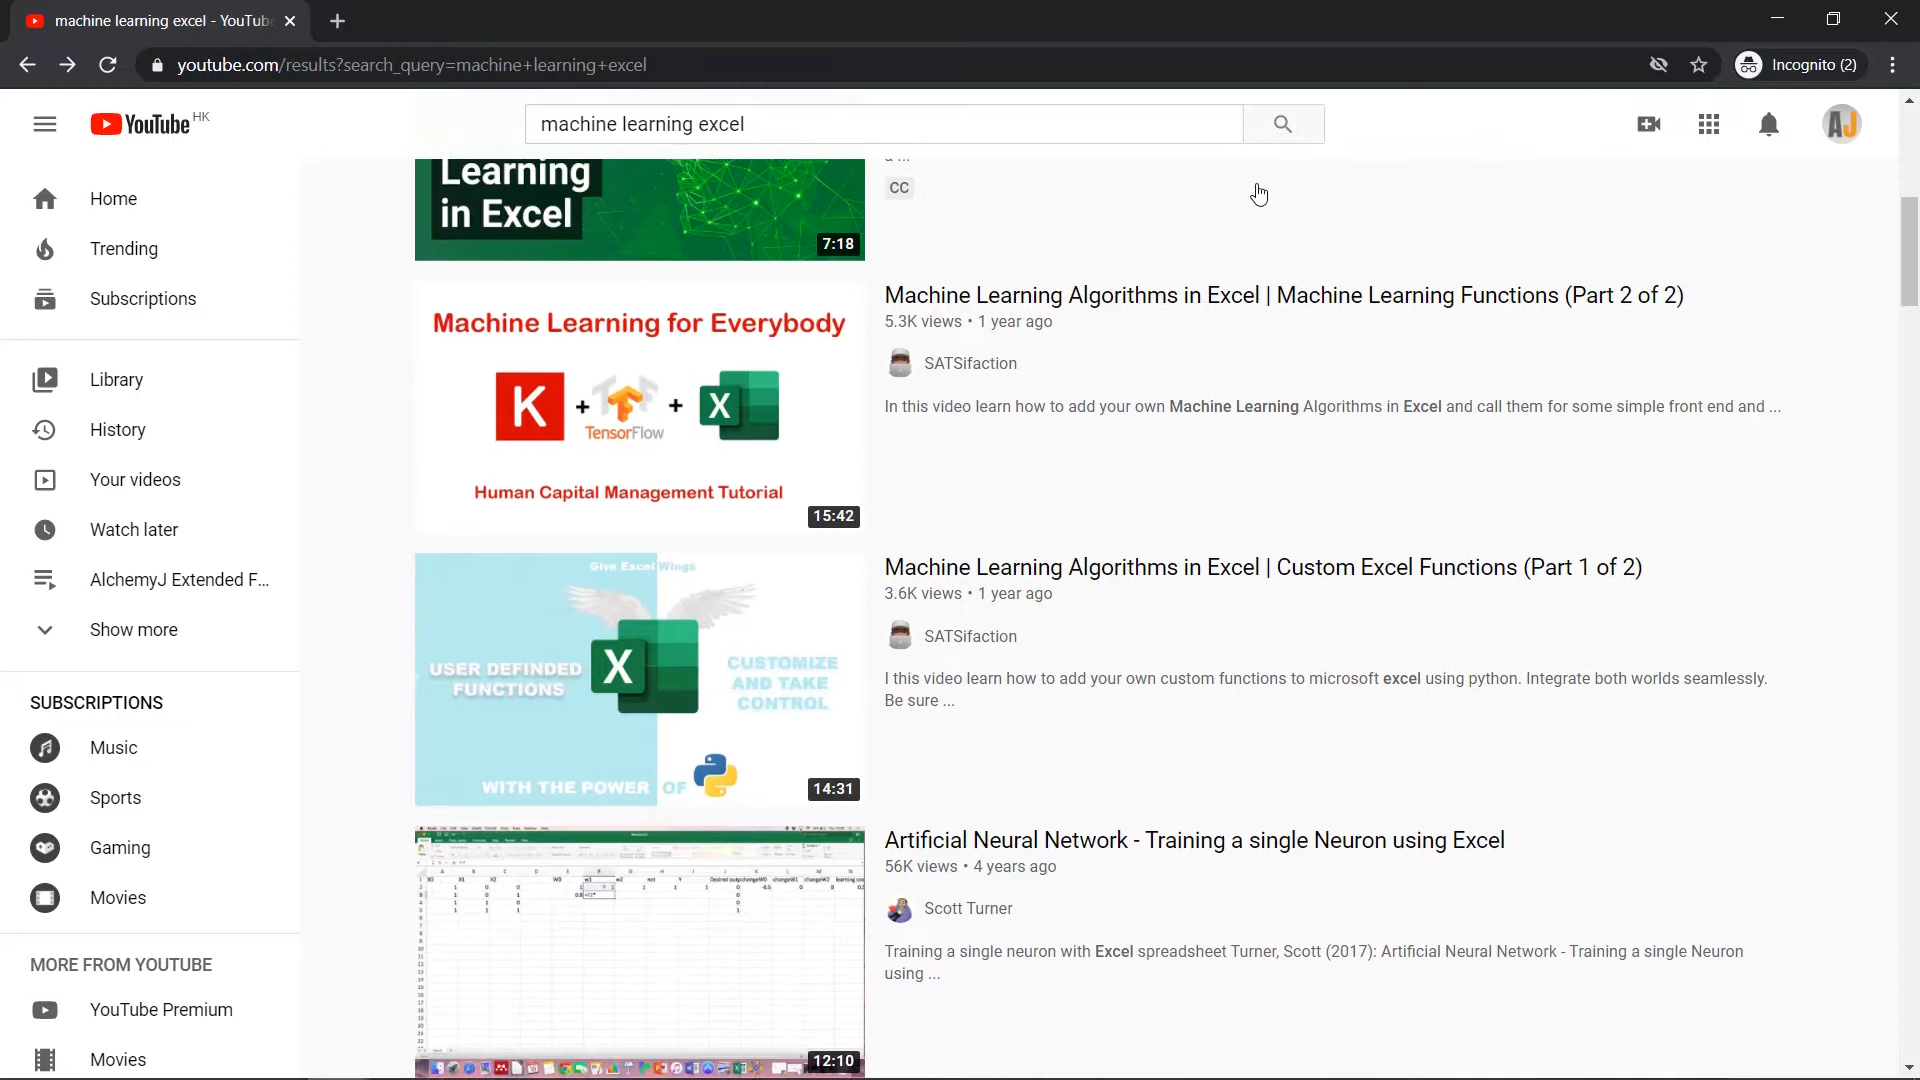 machine learning excel - YouTube
youtube.com/results?search_query=machine+learning+excel
Incognito (2)
YouTube HK
machine learning excel
AJ
Home
Trending
Subscriptions
Library
History
Your videos
Watch later
AlchemyJ Extended F...
Show more
SUBSCRIPTIONS
Music
Sports
Gaming
Movies
MORE FROM YOUTUBE
YouTube Premium
Movies
Learning
in Excel
7:18
CC
Machine Learning for Everybody
K + TensorFlow + X
Human Capital Management Tutorial
15:42
Machine Learning Algorithms in Excel | Machine Learning Functions (Part 2 of 2)
5.3K views • 1 year ago
SATSifaction
In this video learn how to add your own Machine Learning Algorithms in Excel and call them for some simple front end and ...
Give Excel Wings
USER DEFINDED
FUNCTIONS
X
CUSTOMIZE
AND TAKE
CONTROL
WITH THE POWER OF
14:31
Machine Learning Algorithms in Excel | Custom Excel Functions (Part 1 of 2)
3.6K views • 1 year ago
SATSifaction
I this video learn how to add your own custom functions to microsoft excel using python. Integrate both worlds seamlessly.
Be sure ...
12:10
Artificial Neural Network - Training a single Neuron using Excel
56K views • 4 years ago
Scott Turner
Training a single neuron with Excel spreadsheet Turner, Scott (2017): Artificial Neural Network - Training a single Neuron
using ...